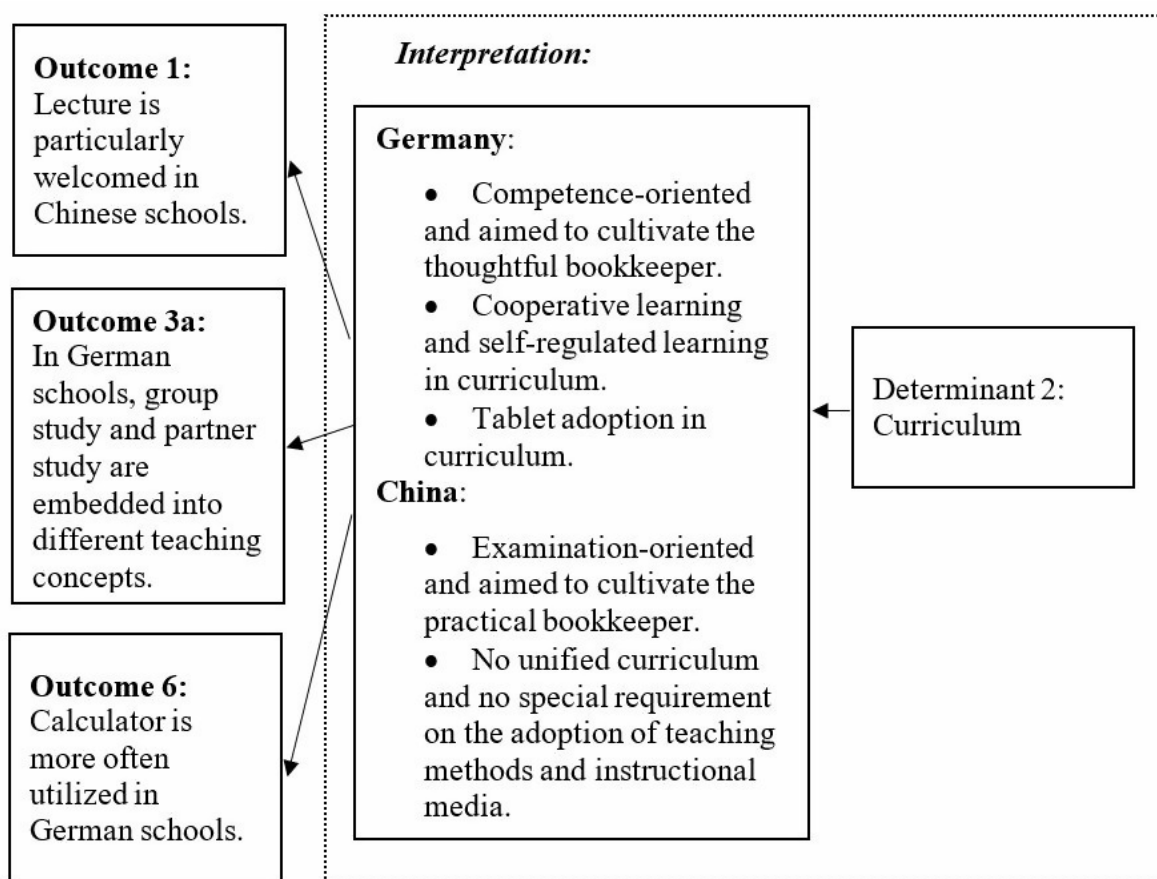 Outcome 1:
Lecture is
particularly
welcomed in
Chinese schools.
Outcome 3a:
In German
schools, group
study and partner
study are
embedded into
different teaching
concepts.
Outcome 6:
Calculator is
more often
utilized in
German schools.
Interpretation:
Germany:
• Competence-oriented
and aimed to cultivate the
thoughtful bookkeeper.
• Cooperative learning
and self-regulated learning
in curriculum.
• Tablet adoption in
curriculum.
China:
• Examination-oriented
and aimed to cultivate the
practical bookkeeper.
• No unified curriculum
and no special requirement
on the adoption of teaching
methods and instructional
media.
Determinant 2:
Curriculum